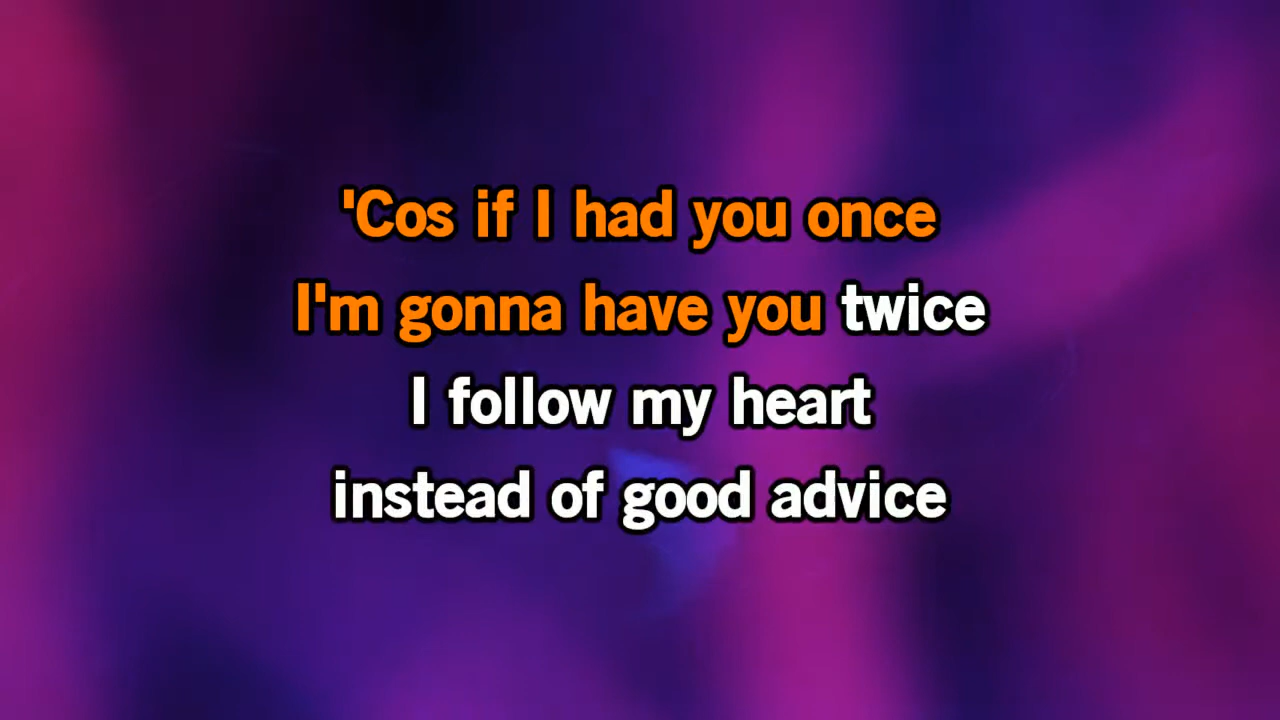 'Cos if I had you once
I'm gonna have you twice
I follow my heart
instead of good advice